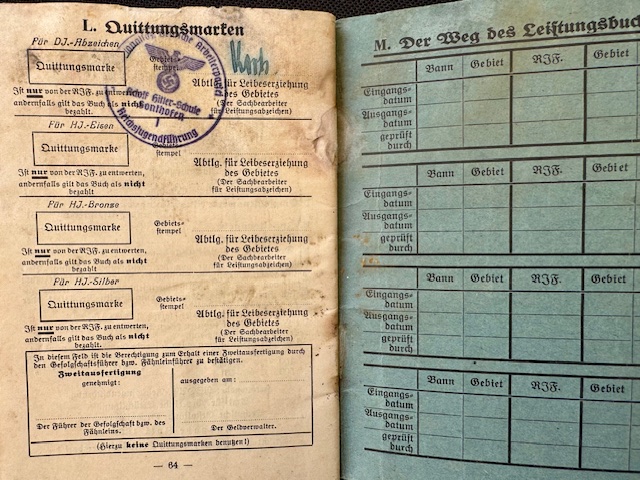 L. Quittungsmarken
Für DJ.-Abzeichen
Quittungsmarke
Gebiets-
stempel
Ist nur von der RJF. zu entwerten,
andernfalls gilt das Buch als nicht
bezahlt
Abtlg. für Leibeserziehung
des Gebietes
(Der Sachbearbeiter
für Leistungsabzeichen)
Adolf Hitler-Schule
Sonthofen
Reichsjugendführung
Für HJ.-Eisen
Quittungsmarke
Gebiets-
stempel
Ist nur von der RJF. zu entwerten,
andernfalls gilt das Buch als nicht
bezahlt
Abtlg. für Leibeserziehung
des Gebietes
(Der Sachbearbeiter
für Leistungsabzeichen)
Für HJ.-Bronze
Quittungsmarke
Gebiets-
stempel
Ist nur von der RJF. zu entwerten,
andernfalls gilt das Buch als nicht
bezahlt
Abtlg. für Leibeserziehung
des Gebietes
(Der Sachbearbeiter
für Leistungsabzeichen)
Für HJ.-Silber
Quittungsmarke
Gebiets-
stempel
Ist nur von der RJF. zu entwerten,
andernfalls gilt das Buch als nicht
bezahlt.
Abtlg. für Leibeserziehung
des Gebietes
(Der Sachbearbeiter
für Leistungsabzeichen)
In diesem Feld ist die Berechtigung zum Erhalt einer Zweitausfertigung durch
den Gefolgschaftsführer bzw. Fähnleinführer zu bestätigen.
Zweitausfertigung
genehmigt:
ausgegeben am:
Der Führer der Gefolgschaft bzw. des
Fähnleins.
Der Geldverwalter.
(Hierzu keine Quittungsmarken benutzen!)
— 64 —
M. Der Weg des Leistungsbuc
Bann Gebiet RJF. Gebiet
Eingangs-
datum
Ausgangs-
datum
geprüft
durch
Bann Gebiet RJF. Gebiet
Eingangs-
datum
Ausgangs-
datum
geprüft
durch
Bann Gebiet RJF. Gebiet
Eingangs-
datum
Ausgangs-
datum
geprüft
durch
Bann Gebiet RJF. Gebiet
Eingangs-
datum
Ausgangs-
datum
geprüft
durch